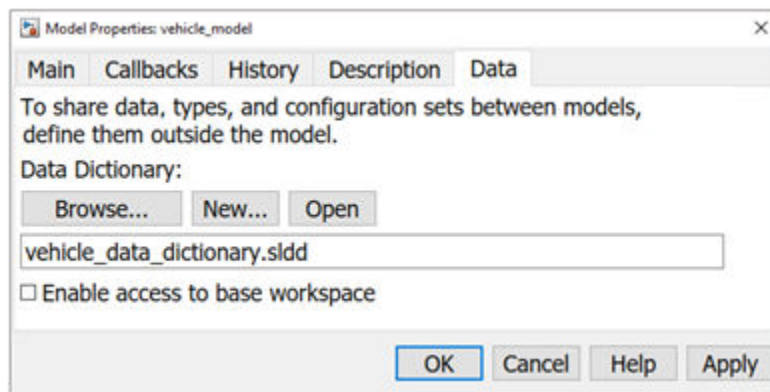 Model Properties: vehicle_model
Main Callbacks History Description Data
To share data, types, and configuration sets between models,
define them outside the model.
Data Dictionary:
Browse... New... Open
vehicle_data_dictionary.sldd
Enable access to base workspace
OK Cancel Help Apply